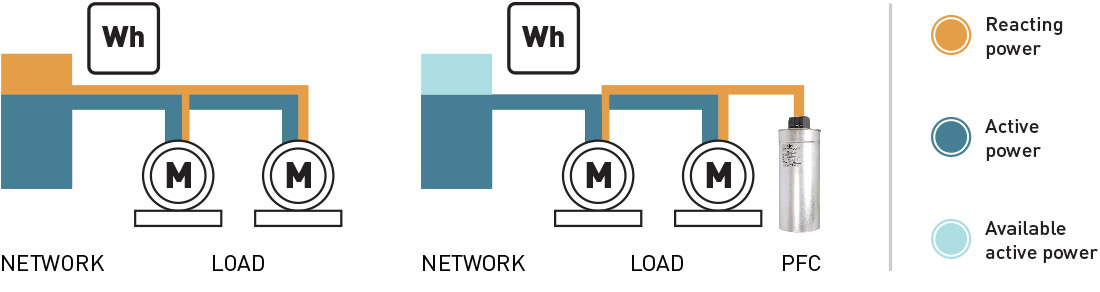 Wh
M
M
NETWORK
LOAD
Wh
M
M
NETWORK
LOAD
PFC
Reacting
power
Active
power
Available
active power